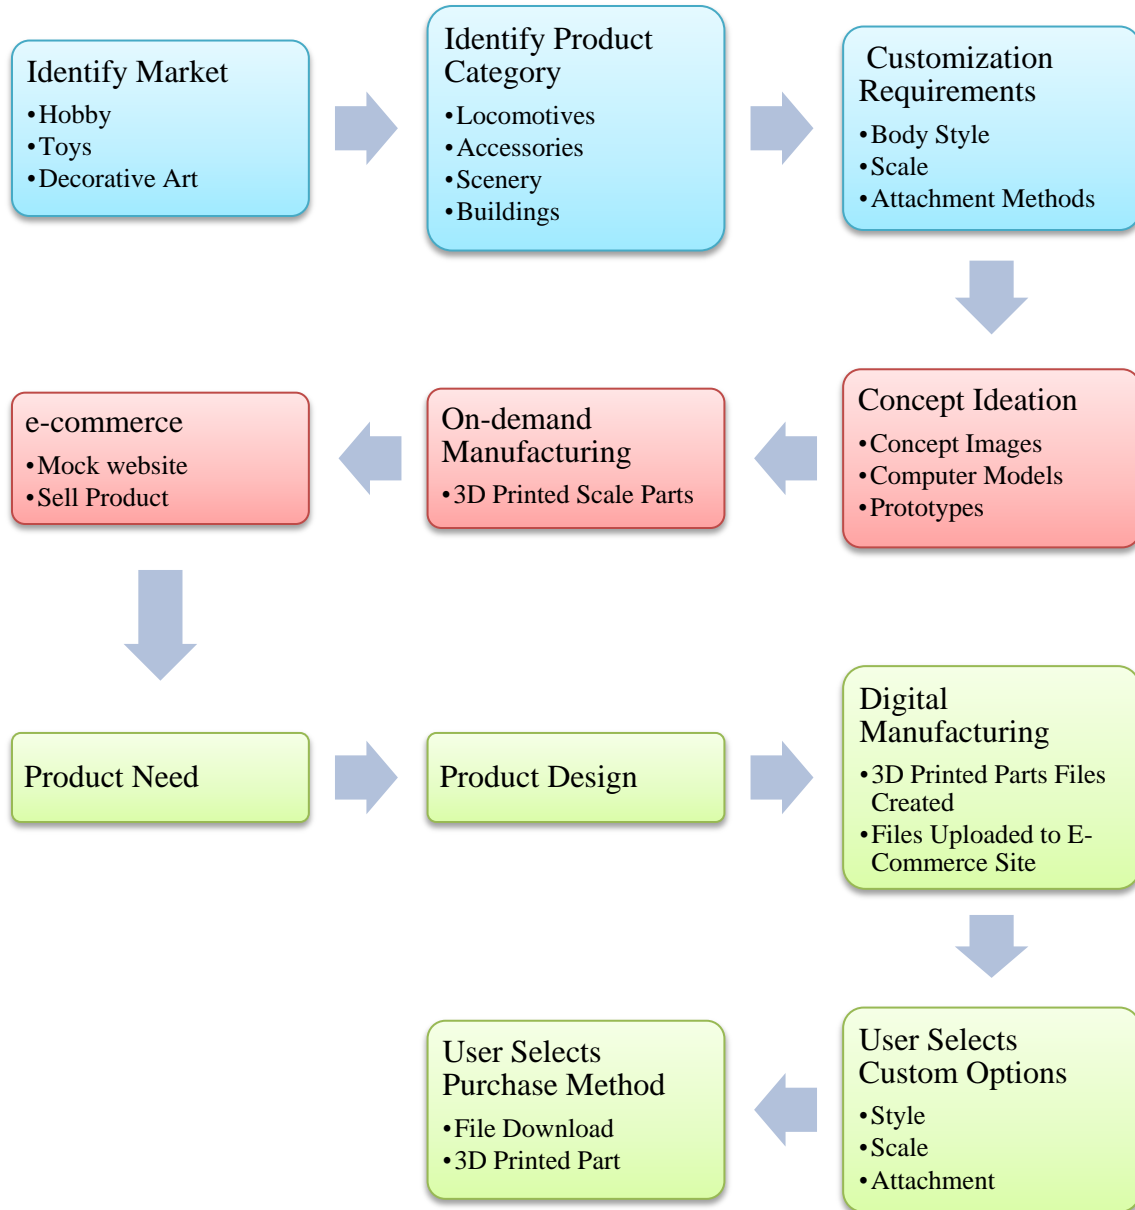 Identify Market
•Hobby
•Toys
•Decorative Art
Identify Product
Category
•Locomotives
•Accessories
•Scenery
•Buildings
Customization
Requirements
•Body Style
•Scale
•Attachment Methods
Concept Ideation
•Concept Images
•Computer Models
•Prototypes
On-demand
Manufacturing
•3D Printed Scale Parts
e-commerce
•Mock website
•Sell Product
Product Need
Product Design
Digital
Manufacturing
•3D Printed Parts Files
Created
•Files Uploaded to E-
Commerce Site
User Selects
Custom Options
•Style
•Scale
•Attachment
User Selects
Purchase Method
•File Download
•3D Printed Part